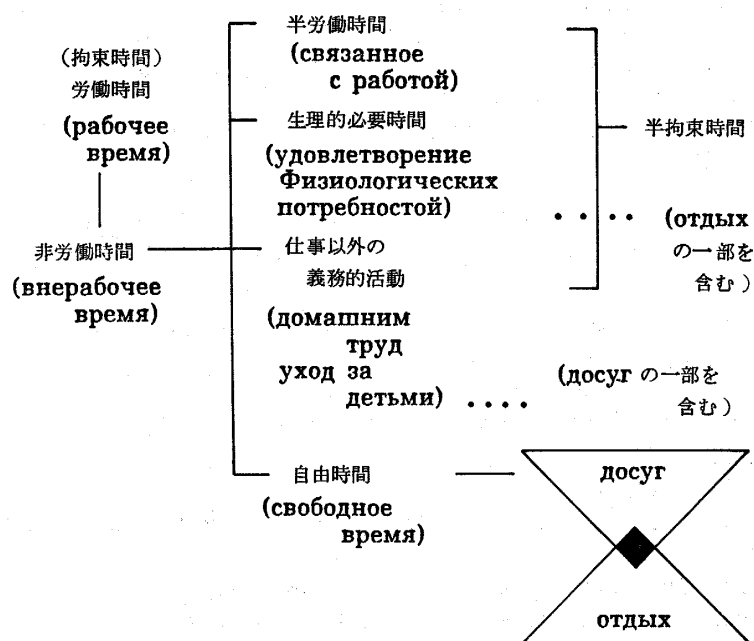 (拘束時間)
労働時間
(рабочее
время)
非労働時間
(внерабочее
время)
半労働時間
(связанное
с работой)
生理的必要時間
(удовлетворение
Физиологических
потребностой)
仕事以外の
義務的活動
(домашним
труд
уход за
детьми)
自由時間
(свободное
время)
半拘束時間
(отдых
の一部を
含む)
(досуг の一部を
含む)
досуг
отдых